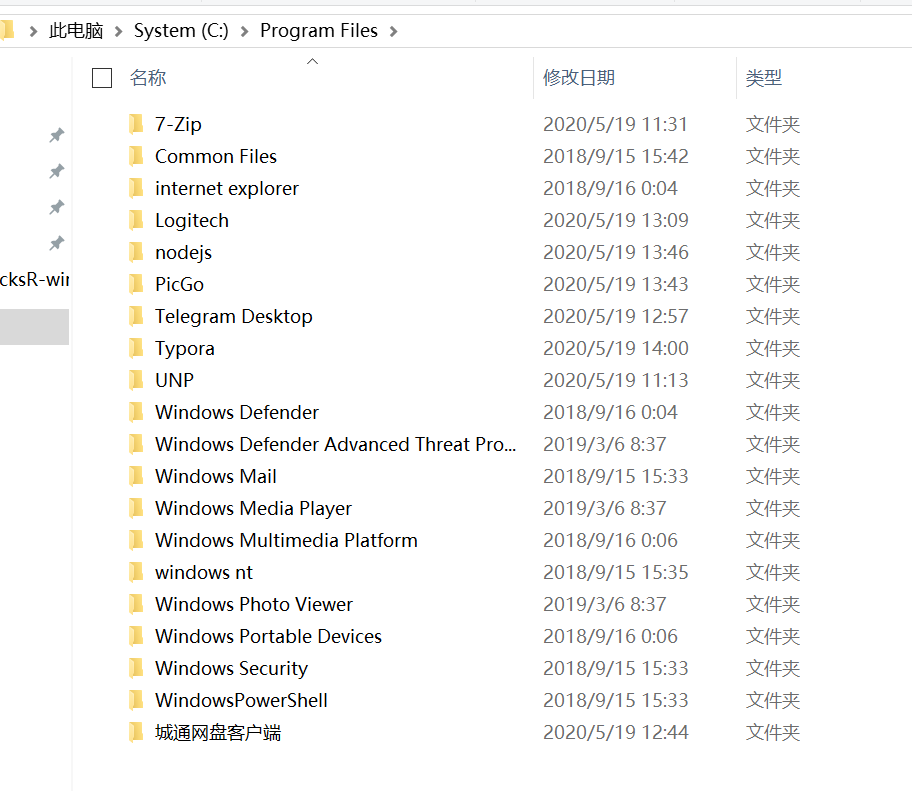 此电脑 System (C:) Program Files
名称 修改日期 类型
7-Zip 2020/5/19 11:31 文件夹
Common Files 2018/9/15 15:42 文件夹
internet explorer 2018/9/16 0:04 文件夹
Logitech 2020/5/19 13:09 文件夹
nodejs 2020/5/19 13:46 文件夹
cksR-wir
PicGo 2020/5/19 13:43 文件夹
Telegram Desktop 2020/5/19 12:57 文件夹
Typora 2020/5/19 14:00 文件夹
UNP 2020/5/19 11:13 文件夹
Windows Defender 2018/9/16 0:04 文件夹
Windows Defender Advanced Threat Pro... 2019/3/6 8:37 文件夹
Windows Mail 2018/9/15 15:33 文件夹
Windows Media Player 2019/3/6 8:37 文件夹
Windows Multimedia Platform 2018/9/16 0:06 文件夹
windows nt 2018/9/15 15:35 文件夹
Windows Photo Viewer 2019/3/6 8:37 文件夹
Windows Portable Devices 2018/9/16 0:06 文件夹
Windows Security 2018/9/15 15:33 文件夹
WindowsPowerShell 2018/9/15 15:33 文件夹
城通网盘客户端 2020/5/19 12:44 文件夹